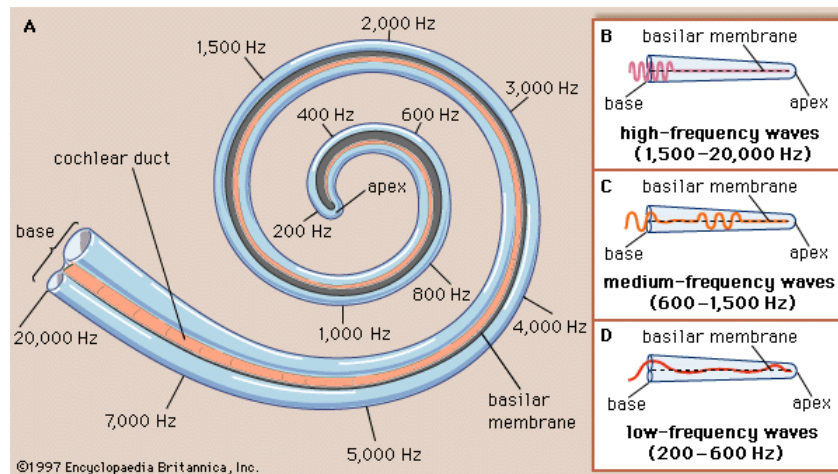 A
2,000 Hz
1,500 Hz
3,000 Hz
400 Hz
600 Hz
cochlear duct
apex
200 Hz
base
800 Hz
20,000 Hz
1,000 Hz
4,000 Hz
7,000 Hz
basilar
membrane
5,000 Hz
©1997 Encyclopaedia Britannica, Inc.
B
basilar membrane
base
apex
high-frequency waves
(1,500–20,000 Hz)
C
basilar membrane
base
apex
medium-frequency waves
(600–1,500 Hz)
D
basilar membrane
base
apex
low-frequency waves
(200–600 Hz)